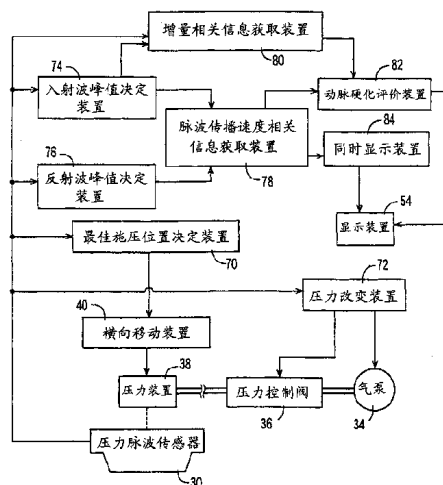 增量相关信息获取装置
80
74
入射波峰值决定
装置
82
动脉硬化评价装置
84
脉波传播速度相关
信息获取装置
78
同时显示装置
76
反射波峰值决定
装置
54
显示装置
最佳施压位置决定装置
70
72
压力改变装置
40
横向移动装置
38
压力装置
压力控制阀
36
气泵
34
压力脉波传感器
30